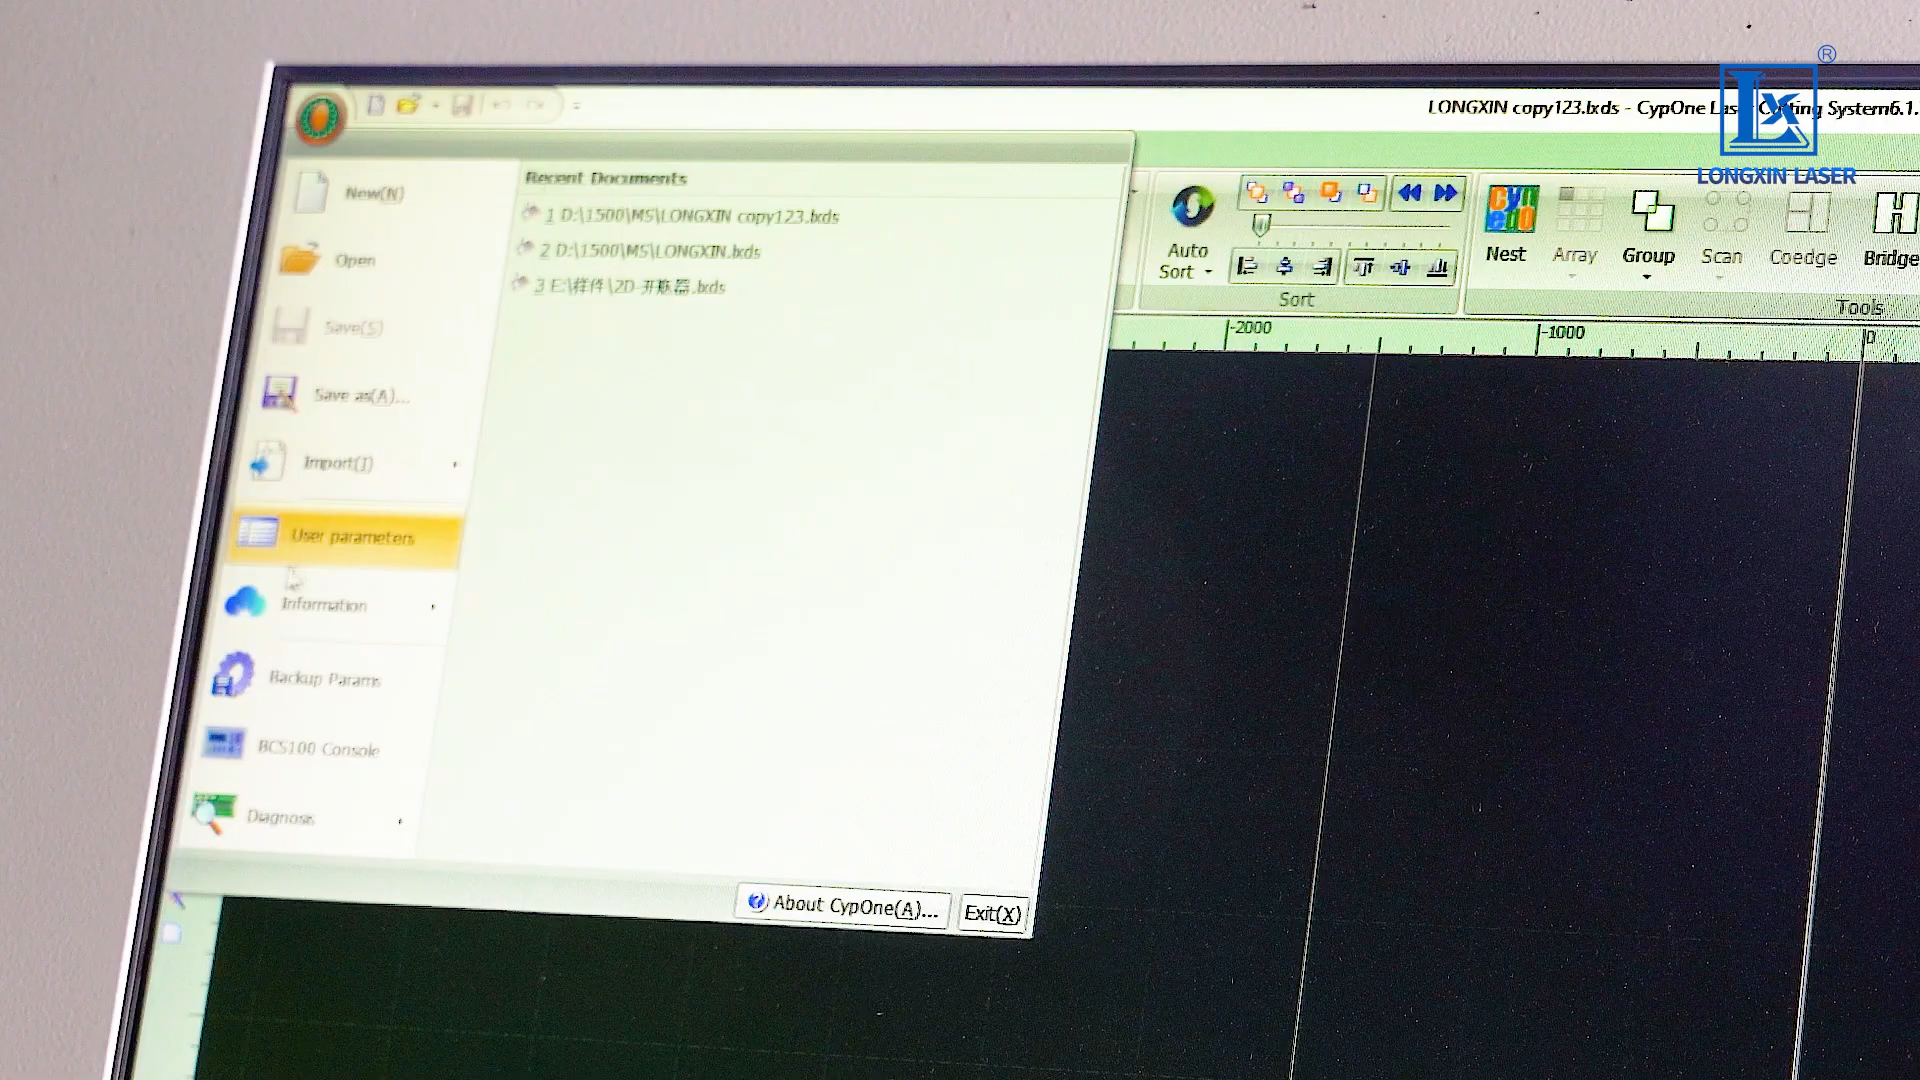 LONGXIN copy123.lxds - CypOne Laser Cutting System6.1.
LX
®
LONGXIN LASER
New(N)
Open
Save(S)
Save as(A)...
Import(I)
User parameters
Information
Backup Params
BCS100 Console
Diagnosis
Recent Documents
1 D:\1500\MS\LONGXIN copy123.lxds
2 D:\1500\MS\LONGXIN.lxds
3 E:\样件\2D-开瓶器.lxds
About CypOne(A)...
Exit(X)
Auto
Sort
Sort
cyp
Nest
Array
Group
Scan
Coedge
Bridge
Tools
-2000
-1000
0